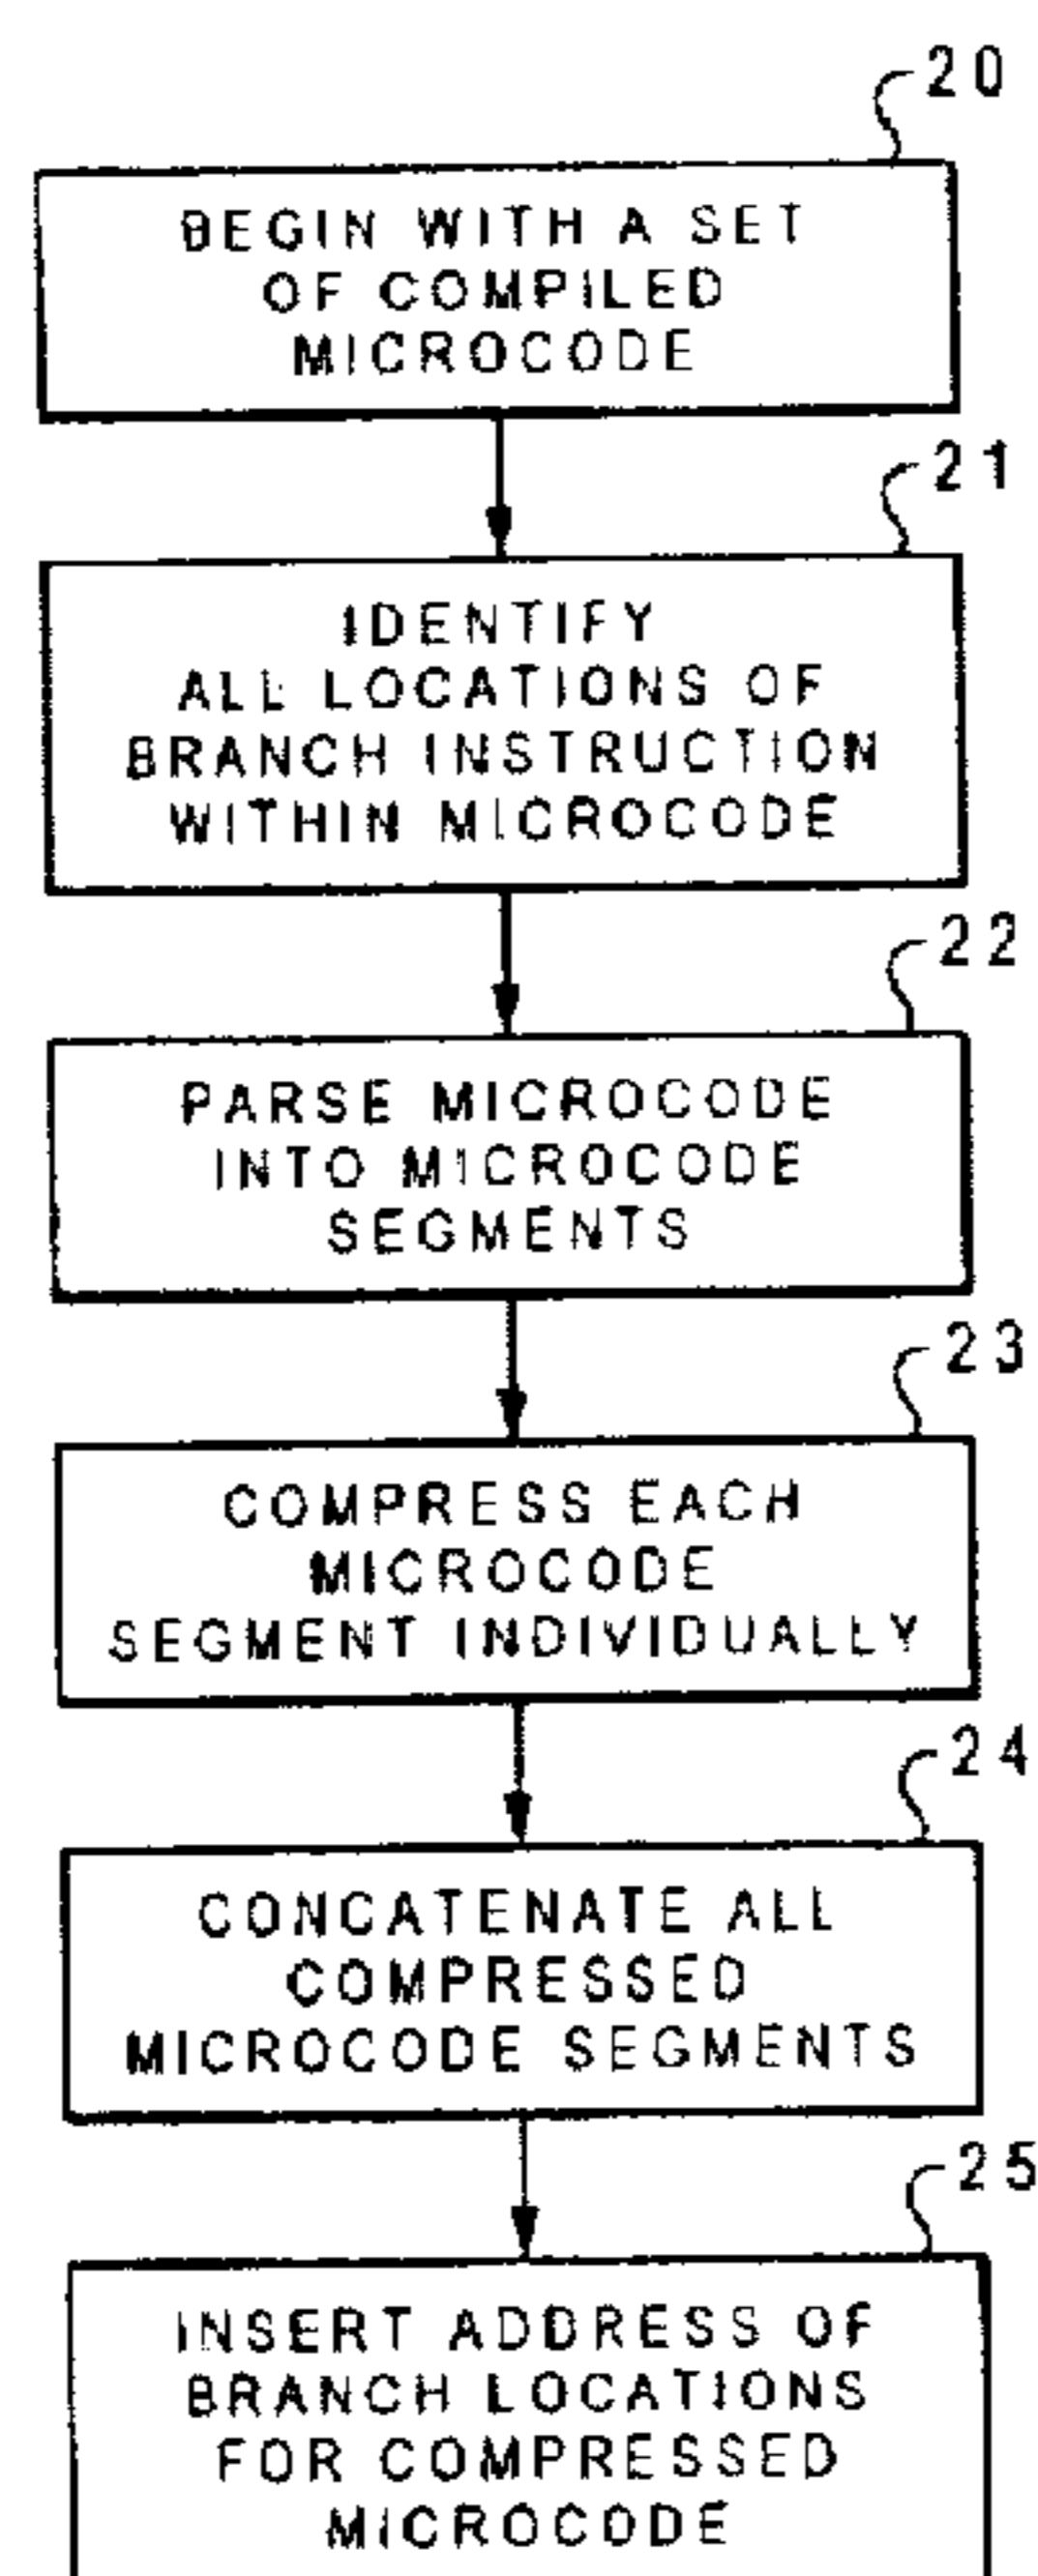 20
BEGIN WITH A SET
OF COMPILED
MICROCODE
21
IDENTIFY
ALL LOCATIONS OF
BRANCH INSTRUCTION
WITHIN MICROCODE
22
PARSE MICROCODE
INTO MICROCODE
SEGMENTS
23
COMPRESS EACH
MICROCODE
SEGMENT INDIVIDUALLY
24
CONCATENATE ALL
COMPRESSED
MICROCODE SEGMENTS
25
INSERT ADDRESS OF
BRANCH LOCATIONS
FOR COMPRESSED
MICROCODE